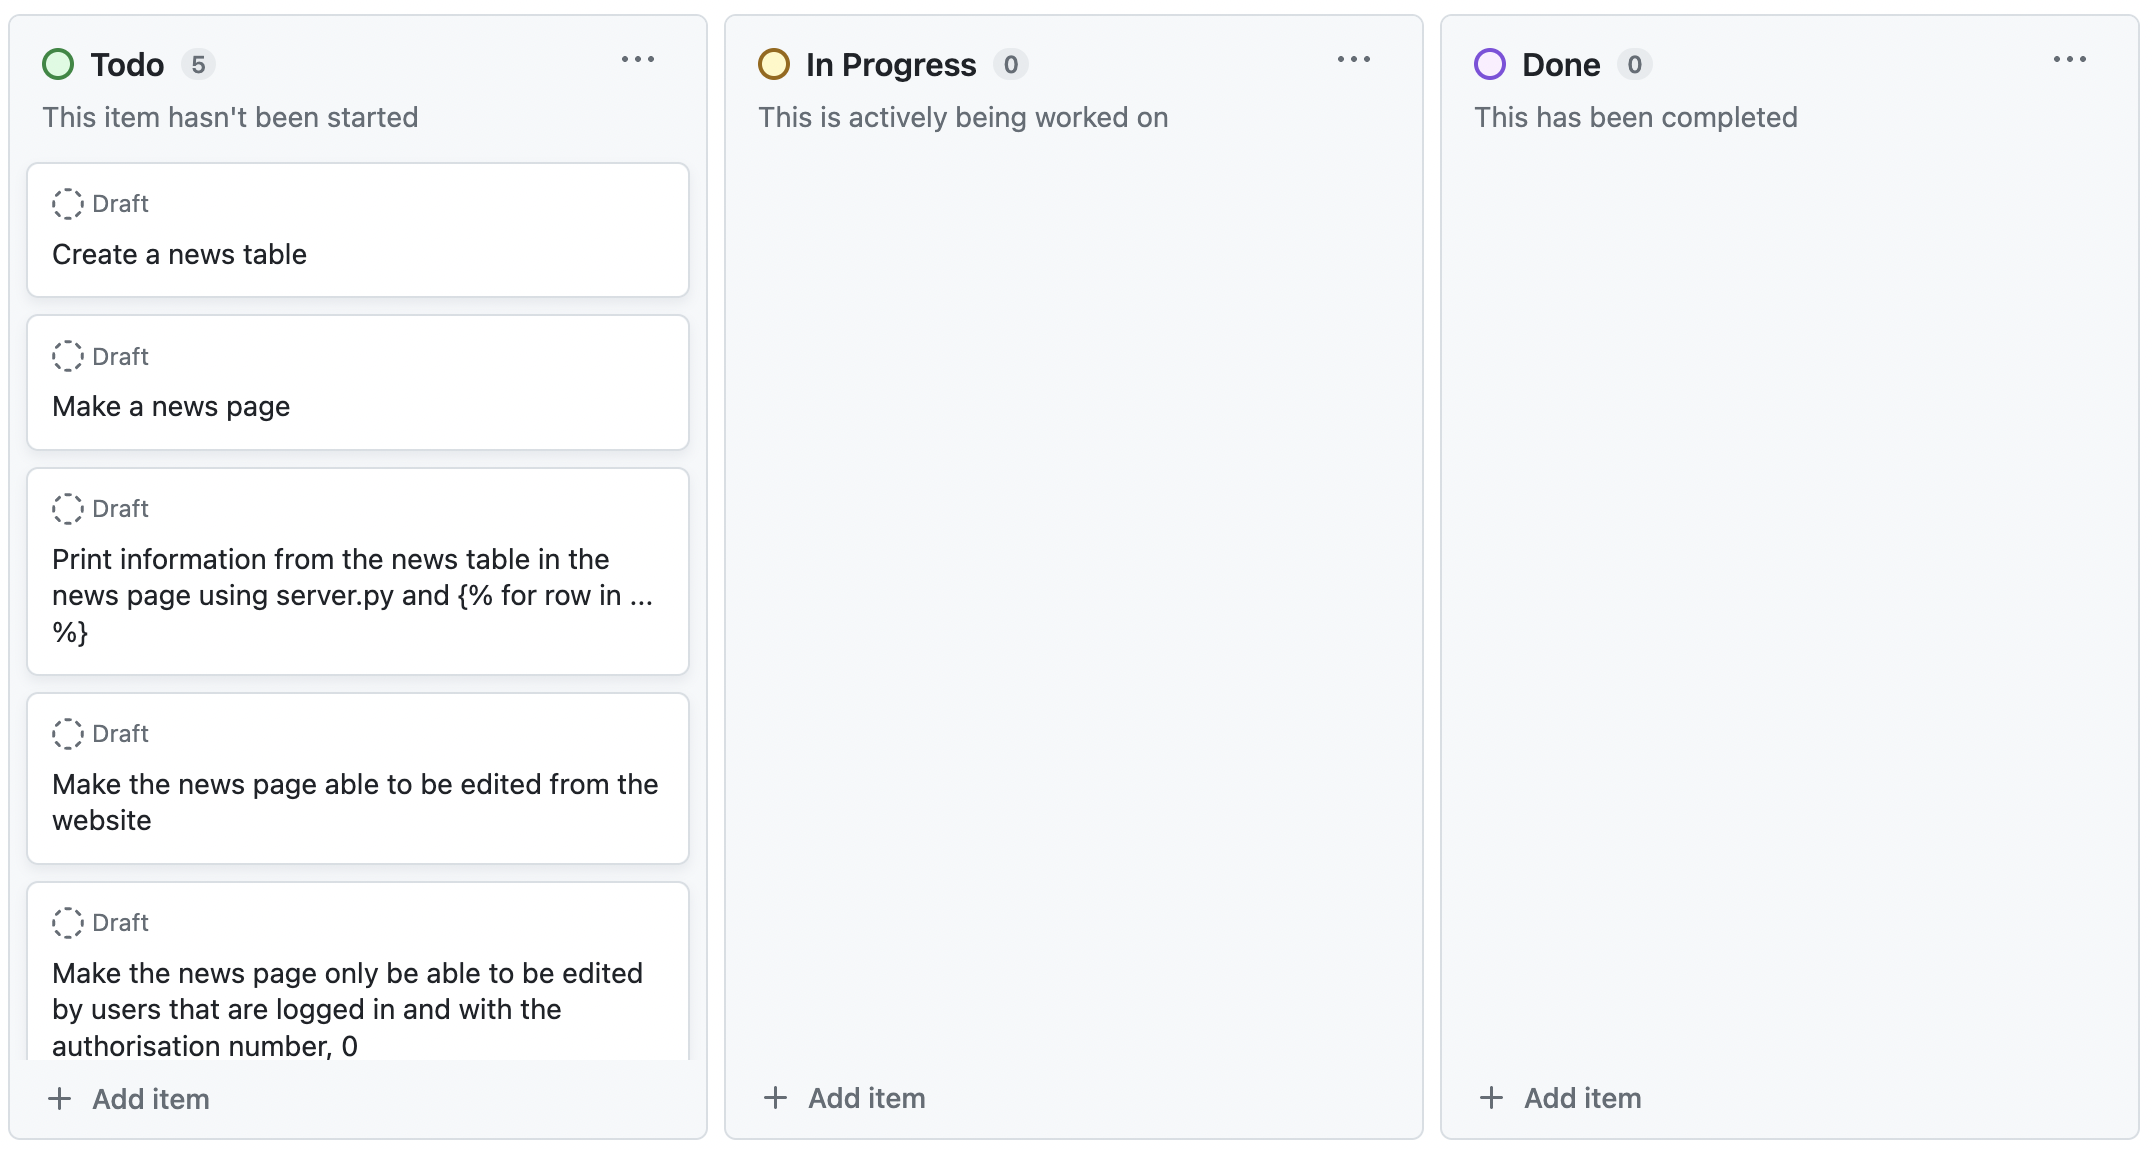 Todo 5
This item hasn't been started
Draft
Create a news table
Draft
Make a news page
Draft
Print information from the news table in the
news page using server.py and {% for row in ...
%}
Draft
Make the news page able to be edited from the
website
Draft
Make the news page only be able to be edited
by users that are logged in and with the
authorisation number, 0
+ Add item
In Progress 0
This is actively being worked on
+ Add item
Done 0
This has been completed
+ Add item